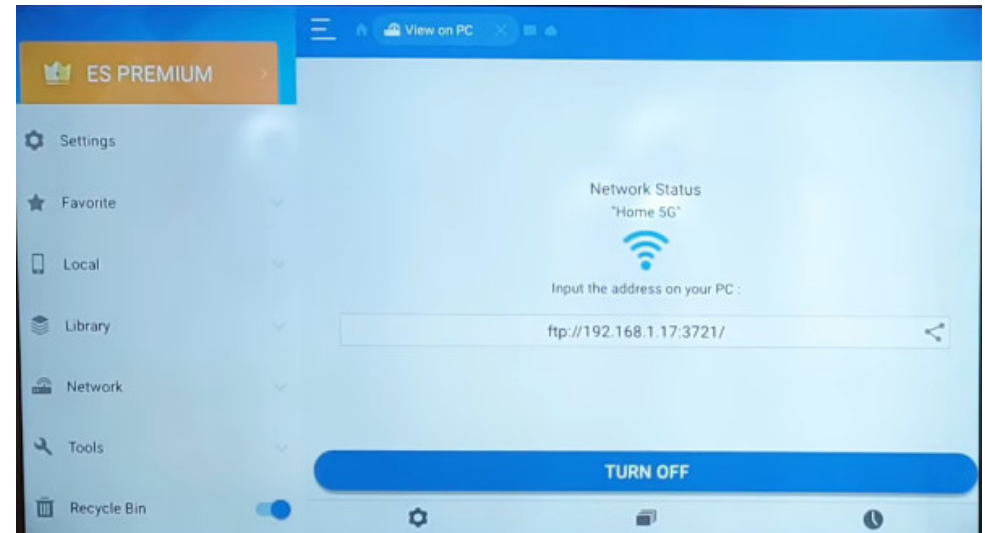 View on PC
ES PREMIUM
Settings
Favorite
Local
Library
Network
Tools
Recycle Bin
Network Status
"Home 5G"
Input the address on your PC :
ftp://192.168.1.17:3721/
TURN OFF